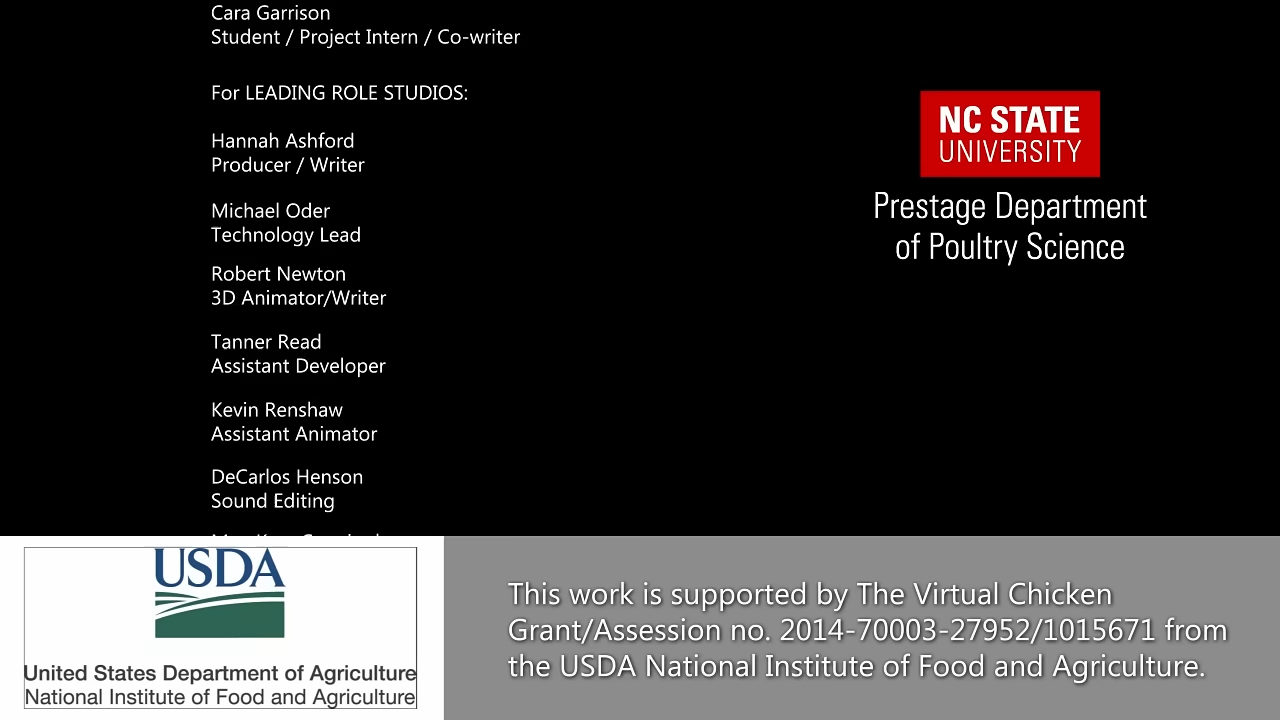 Cara Garrison
Student / Project Intern / Co-writer
For LEADING ROLE STUDIOS:
Hannah Ashford
Producer / Writer
Michael Oder
Technology Lead
Robert Newton
3D Animator/Writer
Tanner Read
Assistant Developer
Kevin Renshaw
Assistant Animator
DeCarlos Henson
Sound Editing
NC STATE
UNIVERSITY
Prestage Department
of Poultry Science
USDA
United States Department of Agriculture
National Institute of Food and Agriculture
This work is supported by The Virtual Chicken
Grant/Assession no. 2014-70003-27952/1015671 from
the USDA National Institute of Food and Agriculture.